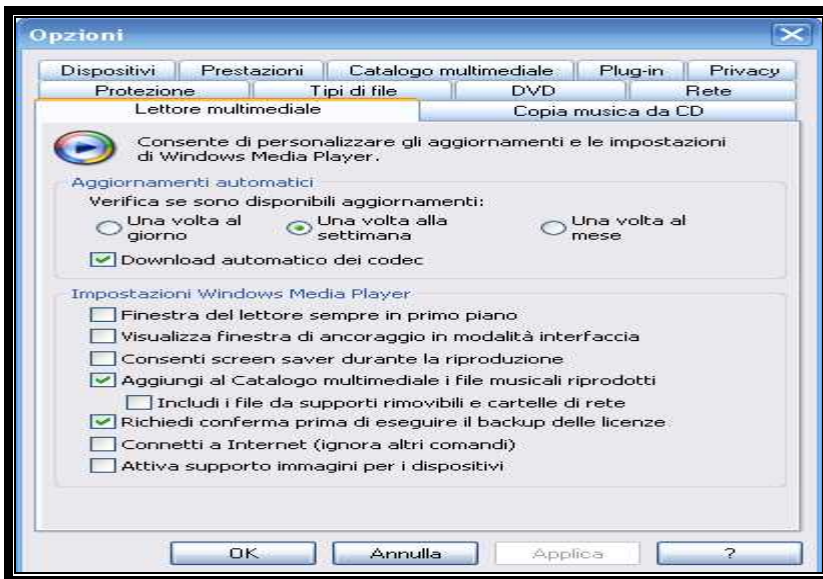 Opzioni
Dispositivi Prestazioni Catalogo multimediale Plug-in Privacy
Protezione Tipi di file DVD Rete
Lettore multimediale Copia musica da CD
Consente di personalizzare gli aggiornamenti e le impostazioni
di Windows Media Player.
Aggiornamenti automatici
Verifica se sono disponibili aggiornamenti:
Una volta al giorno
Una volta alla settimana
Una volta al mese
Download automatico dei codec
Impostazioni Windows Media Player
Finestra del lettore sempre in primo piano
Visualizza finestra di ancoraggio in modalità interfaccia
Consenti screen saver durante la riproduzione
Aggiungi al Catalogo multimediale i file musicali riprodotti
Includi i file da supporti rimovibili e cartelle di rete
Richiedi conferma prima di eseguire il backup delle licenze
Connetti a Internet (ignora altri comandi)
Attiva supporto immagini per i dispositivi
OK Annulla Applica ?